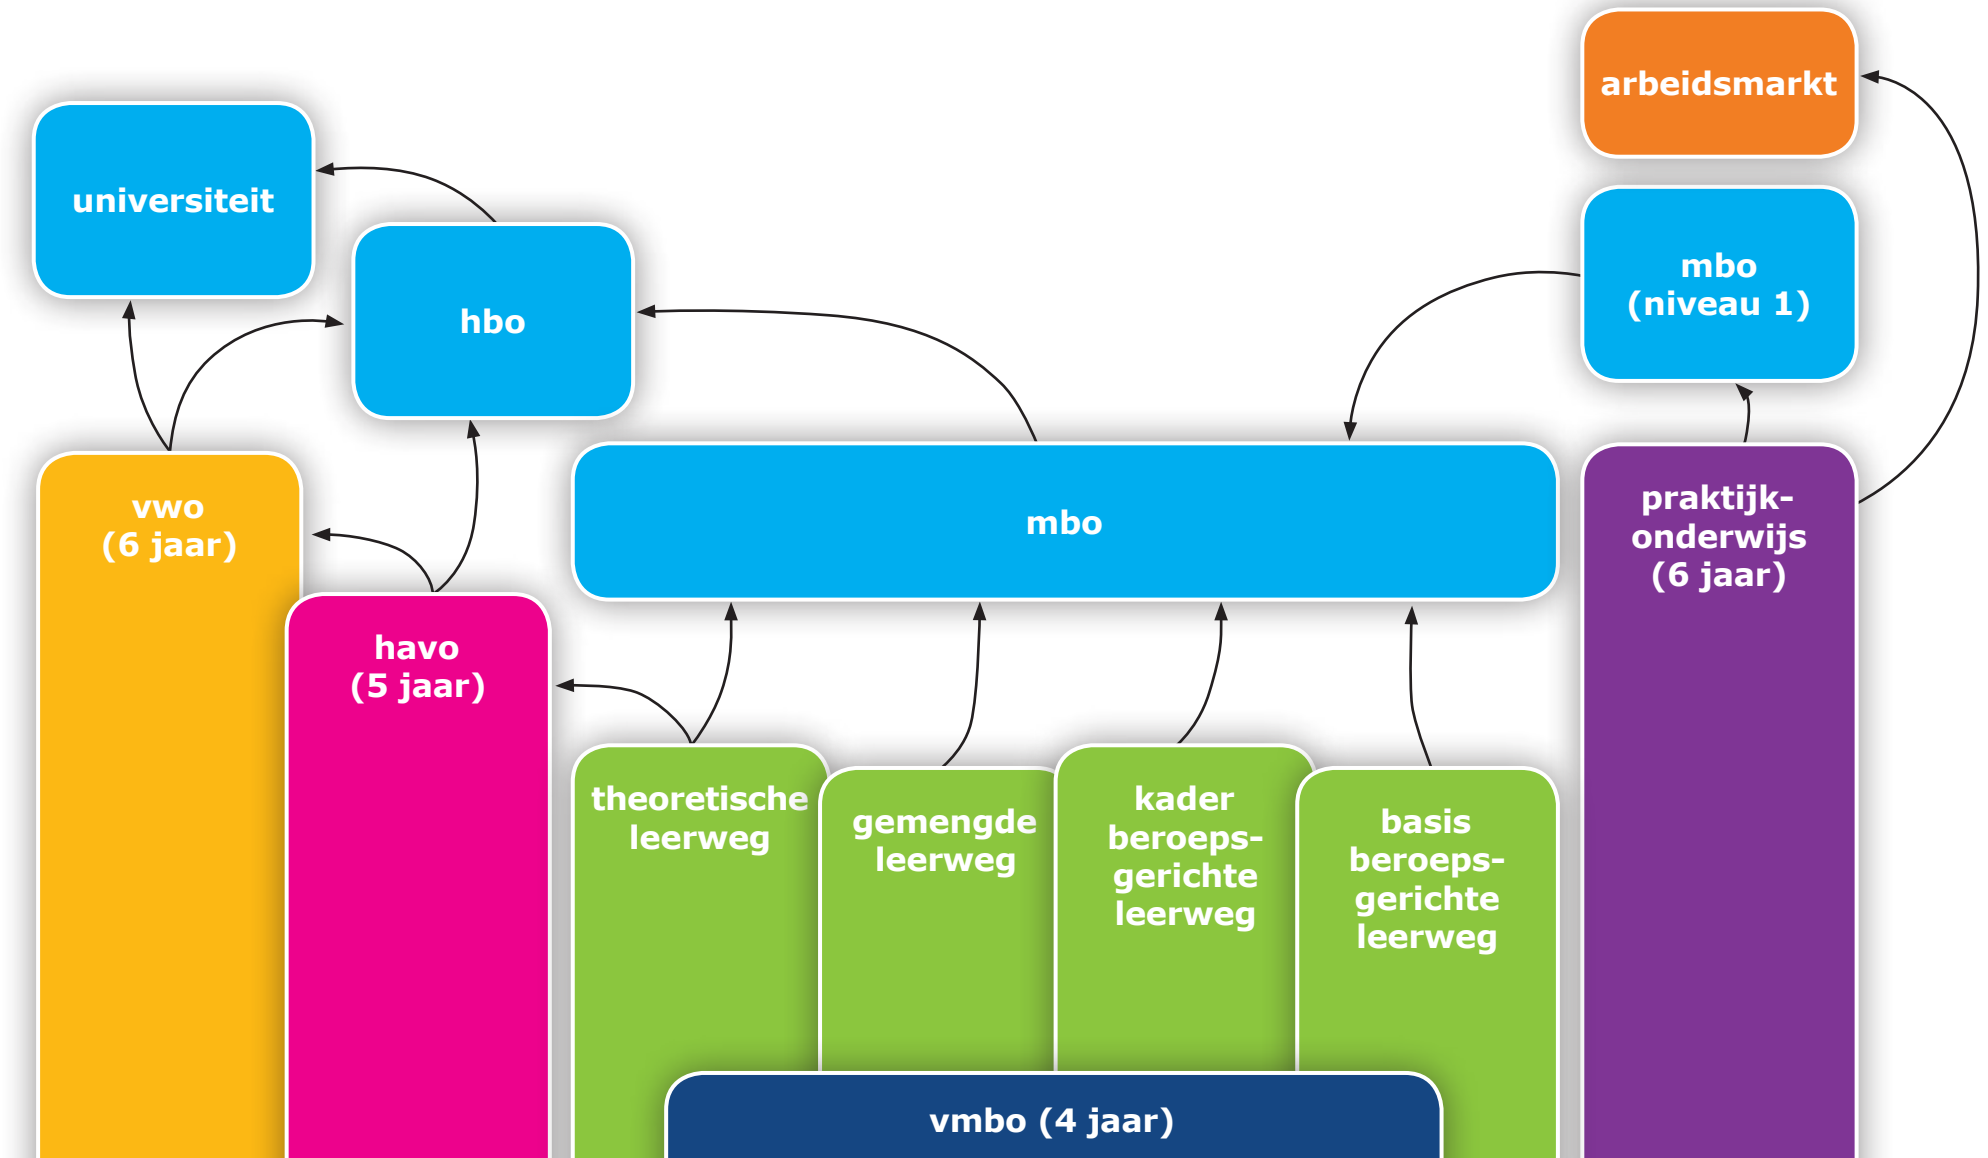 arbeidsmarkt
universiteit
mbo
(niveau 1)
hbo
vwo
(6 jaar)
mbo
praktijk-
onderwijs
(6 jaar)
havo
(5 jaar)
theoretische
leerweg
gemengde
leerweg
kader
beroeps-
gerichte
leerweg
basis
beroeps-
gerichte
leerweg
vmbo (4 jaar)